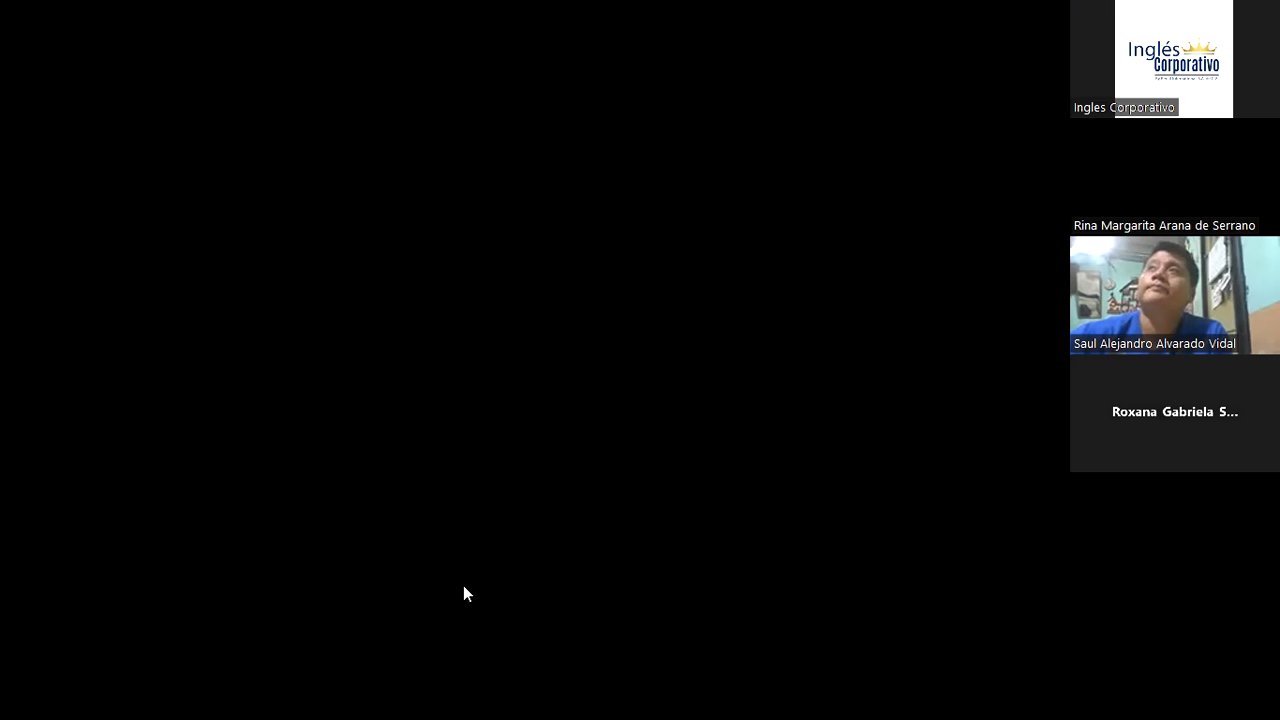 Inglés
Corporativo
Ingles Corporativo
Rina Margarita Arana de Serrano
Saul Alejandro Alvarado Vidal
Roxana Gabriela S...